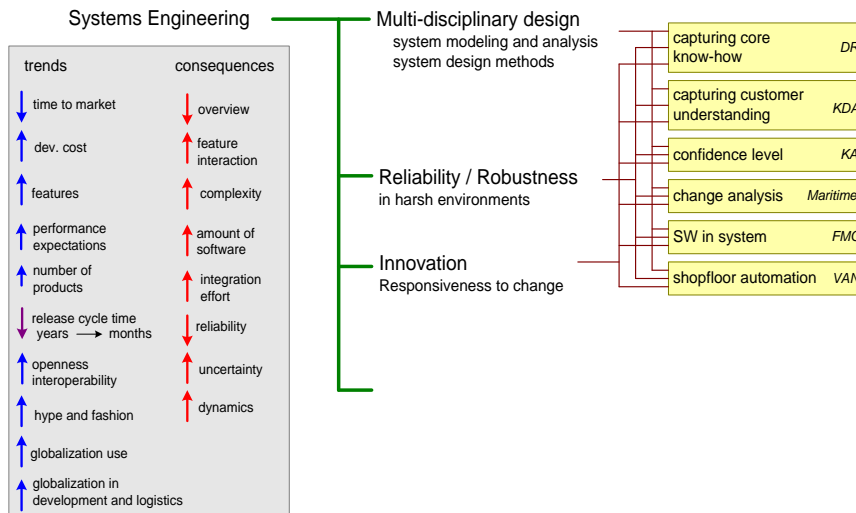 Systems Engineering
trends
consequences
time to market
dev. cost
features
performance
expectations
number of
products
release cycle time
years months
openness
interoperability
hype and fashion
globalization use
globalization in
development and logistics
overview
feature
interaction
complexity
amount of
software
integration
effort
reliability
uncertainty
dynamics
Multi-disciplinary design
system modeling and analysis
system design methods
Reliability / Robustness
in harsh environments
Innovation
Responsiveness to change
capturing core
know-how
capturing customer
understanding
confidence level
change analysis
Maritime
SW in system
shopfloor automation